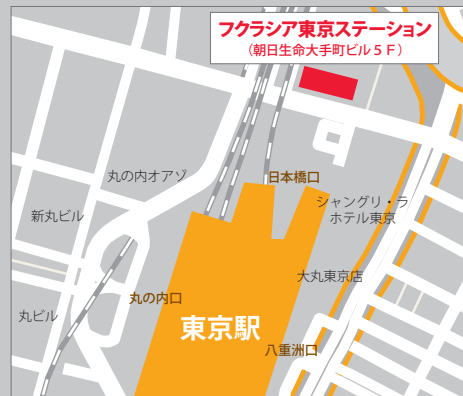 フクラシア東京ステーション
（朝日生命大手町ビル５Ｆ）
丸の内オアゾ
日本橋口
新丸ビル
シャングリ・ラ
ホテル東京
大丸東京店
丸の内口
丸ビル
東京駅
八重洲口